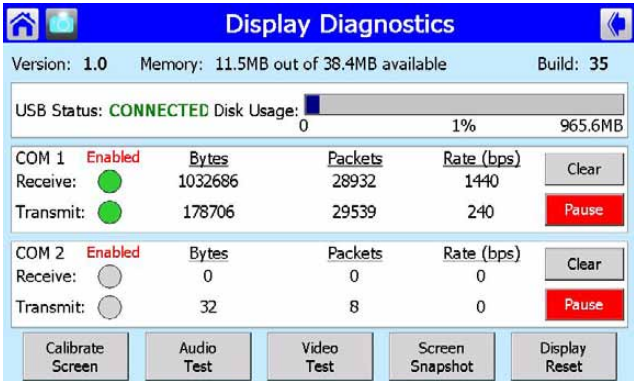 Display Diagnostics
Version: 1.0 Memory: 11.5MB out of 38.4MB available Build: 35
USB Status: CONNECTED Disk Usage:
0 1% 965.6MB
COM 1 Enabled Bytes Packets Rate (bps) Clear
Receive: 1032686 28932 1440
Transmit: 178706 29539 240 Pause
COM 2 Enabled Bytes Packets Rate (bps) Clear
Receive: 0 0 0
Transmit: 32 8 0 Pause
Calibrate Audio Video Screen Display
Screen Test Test Snapshot Reset